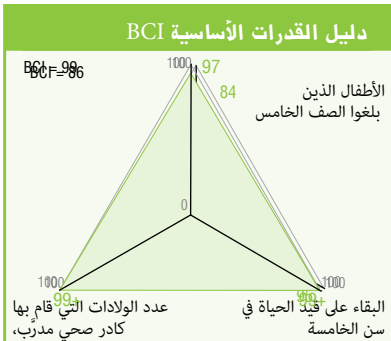 دليل القدرات الأساسية BCI
BCI = 99
BCI = 86
100
97
84
الأطفال الذين
بلغوا الصف الخامس
0
100
99+
100
99+
عدد الولادات التي قام بها
كادر صحي مدرَّب،
البقاء على قيد الحياة في
سن الخامسة